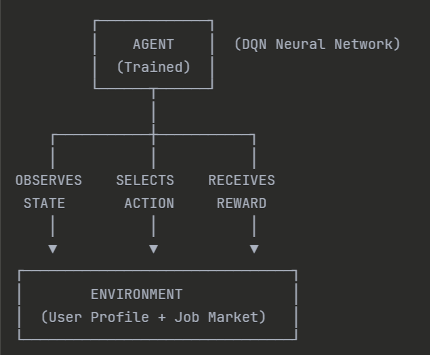 AGENT (DQN Neural Network)
(Trained)
OBSERVES SELECTS RECEIVES
STATE ACTION REWARD
ENVIRONMENT
(User Profile + Job Market)